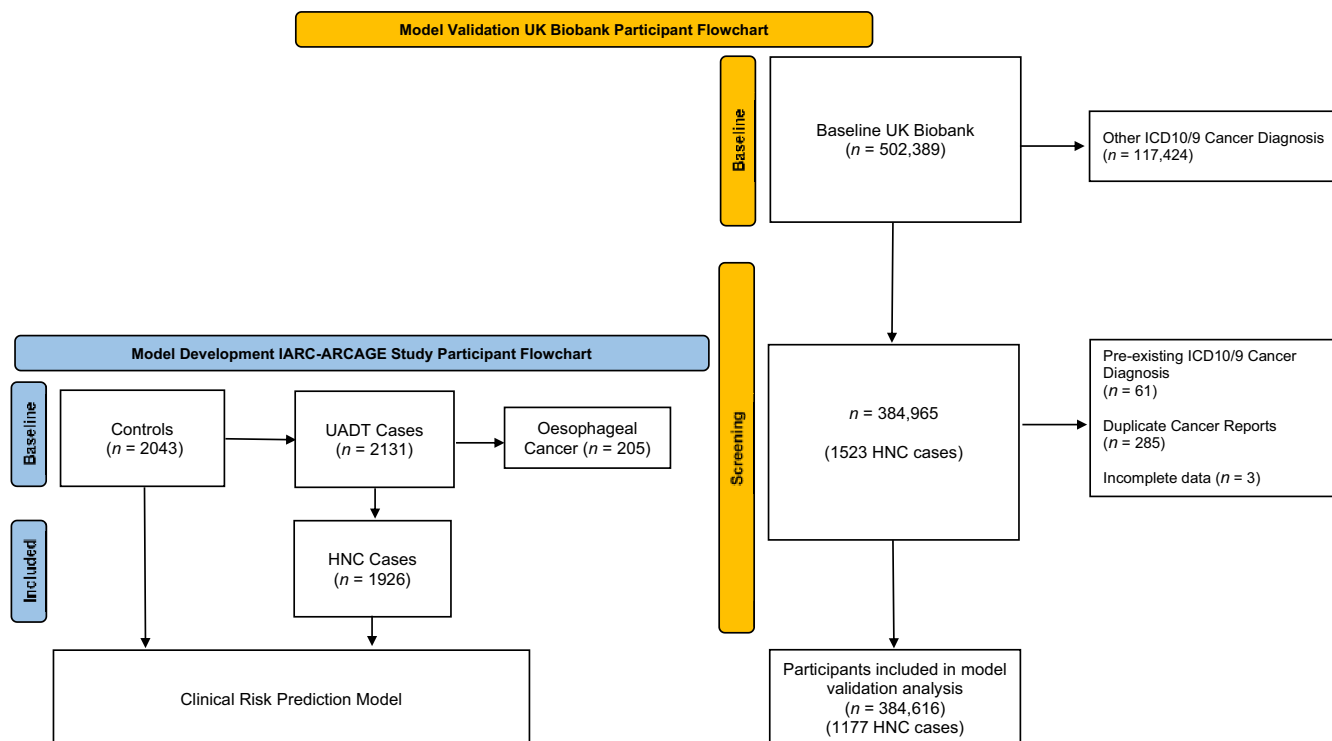 Model Validation UK Biobank Participant Flowchart
Baseline
Baseline UK Biobank
(n = 502,389)
Other ICD10/9 Cancer Diagnosis
(n = 117,424)
Screening
n = 384,965
(1523 HNC cases)
Pre-existing ICD10/9 Cancer
Diagnosis
(n = 61)
Duplicate Cancer Reports
(n = 285)
Incomplete data (n = 3)
Participants included in model
validation analysis
(n = 384,616)
(1177 HNC cases)
Model Development IARC-ARCAGE Study Participant Flowchart
Baseline
Controls
(n = 2043)
UADT Cases
(n = 2131)
Oesophageal
Cancer (n = 205)
Included
HNC Cases
(n = 1926)
Clinical Risk Prediction Model